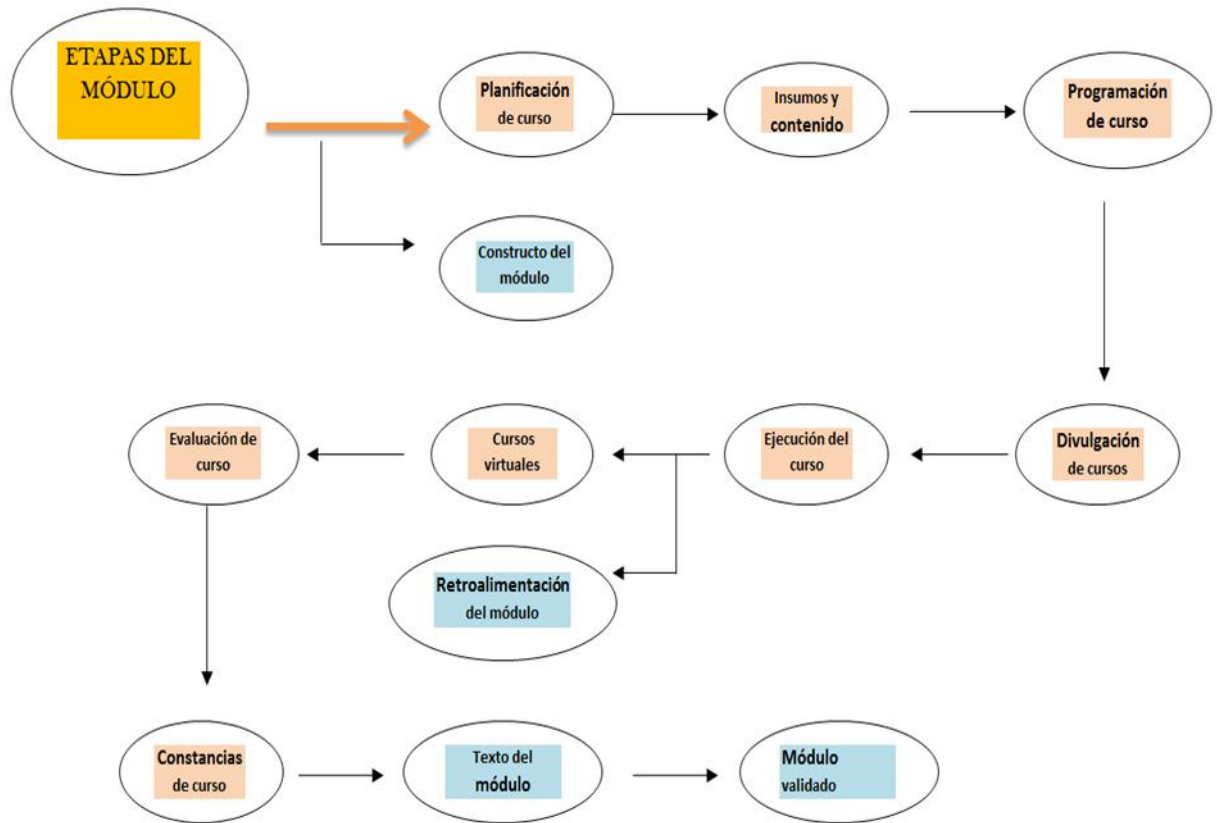 ETAPAS DEL
MÓDULO
Planificación
de curso
Insumos y
contenido
Programación
de curso
Constructo del
módulo
Divulgación
de cursos
Ejecución del
curso
Cursos
virtuales
Evaluación de
curso
Retroalimentación
del módulo
Constancias
de curso
Texto del
módulo
Módulo
validado